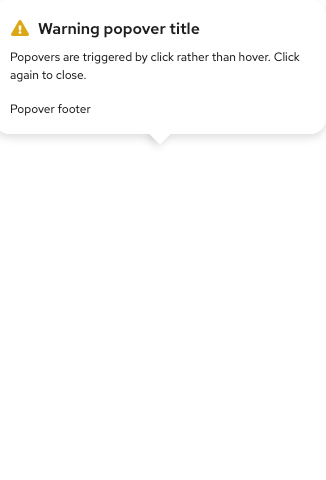 Warning popover title
Popovers are triggered by click rather than hover. Click
again to close.
Popover footer